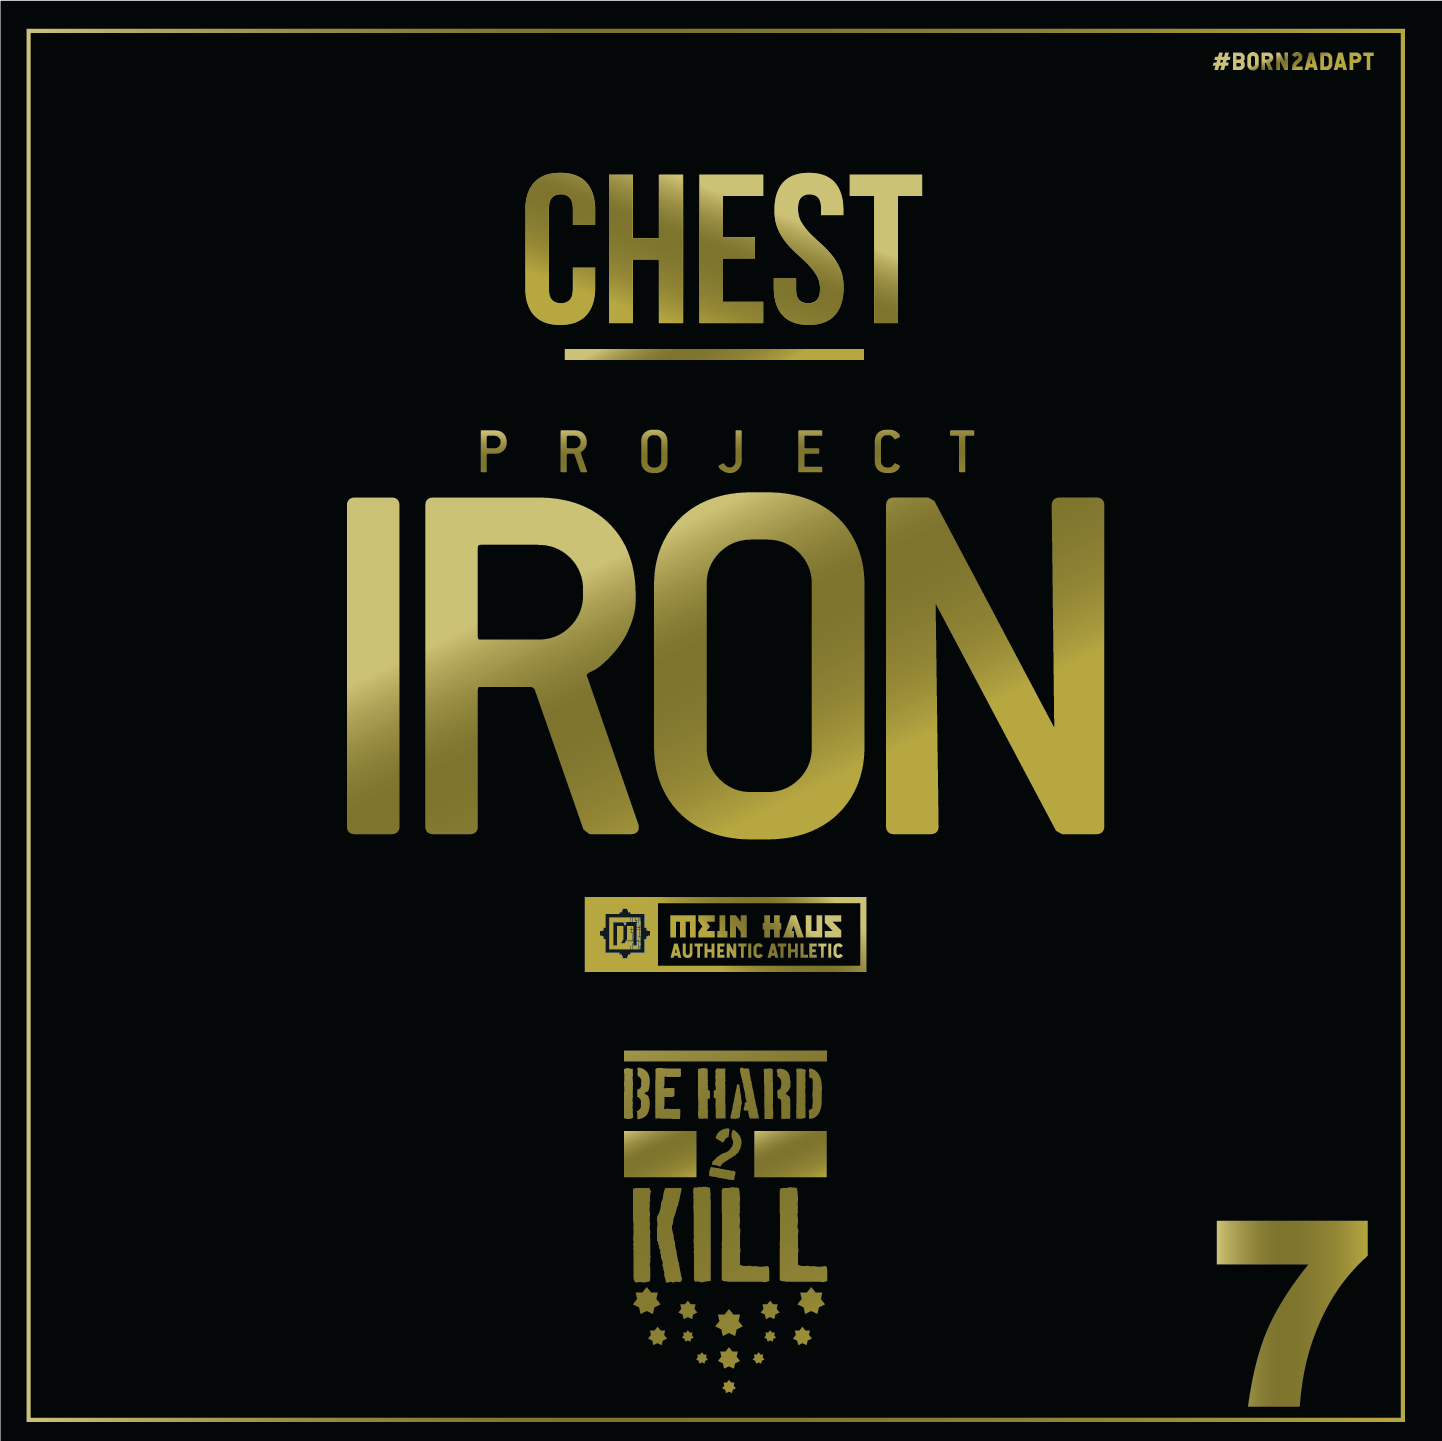 #BORN2ADAPT
CHEST
PROJECT
IRON
MEIN HAUS
AUTHENTIC ATHLETIC
BE HARD
2
KILL
7